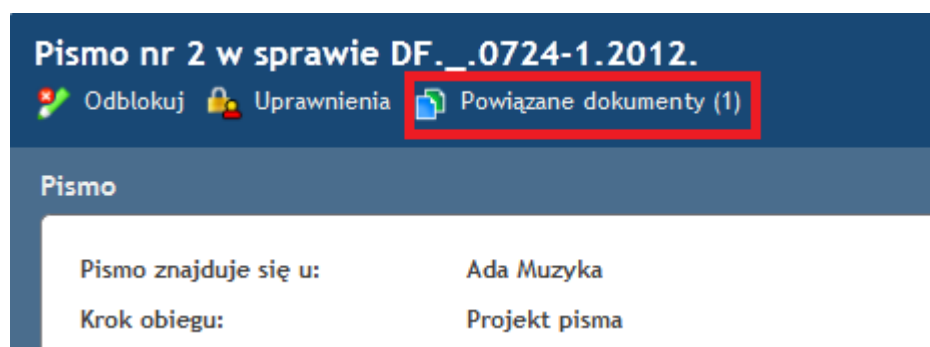 Pismo nr 2 w sprawie DF._.0724-1.2012.
Odblokuj Uprawnienia Powiązane dokumenty (1)
Pismo
Pismo znajduje się u: Ada Muzyka
Krok obiegu: Projekt pisma